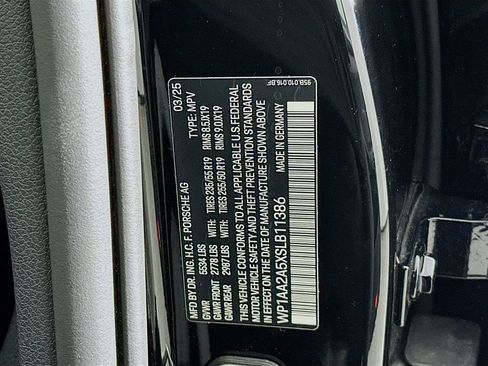 MFD BY DR. ING. H.C. F. PORSCHE AG 03/25
GVWR 5534 LBS TYPE: MPV
GAWR FRONT 2778 LBS WITH: TIRES 235/55 R19 RIMS 8.5JX19
GAWR REAR 2987 LBS WITH: TIRES 255/50 R19 RIMS 9.0JX19
THIS VEHICLE CONFORMS TO ALL APPLICABLE U.S. FEDERAL
MOTOR VEHICLE SAFETY AND THEFT PREVENTION STANDARDS
IN EFFECT ON THE DATE OF MANUFACTURE SHOWN ABOVE
WP1AA2A5XSLB11386 MADE IN GERMANY
95B.010.015.BF